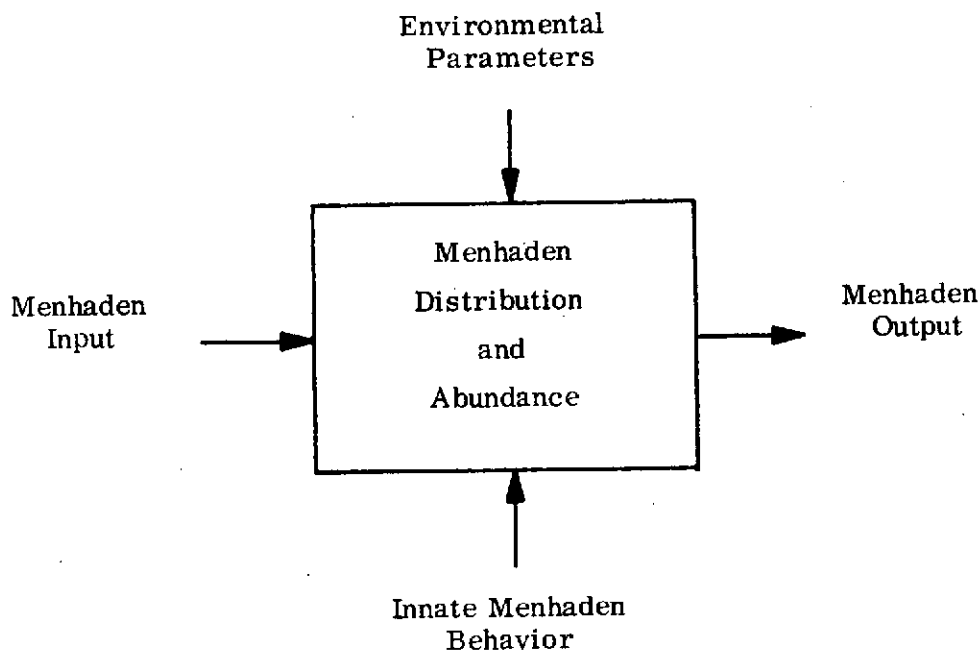 Environmental
Parameters
Menhaden
Distribution
and
Abundance
Menhaden
Input
Menhaden
Output
Innate Menhaden
Behavior